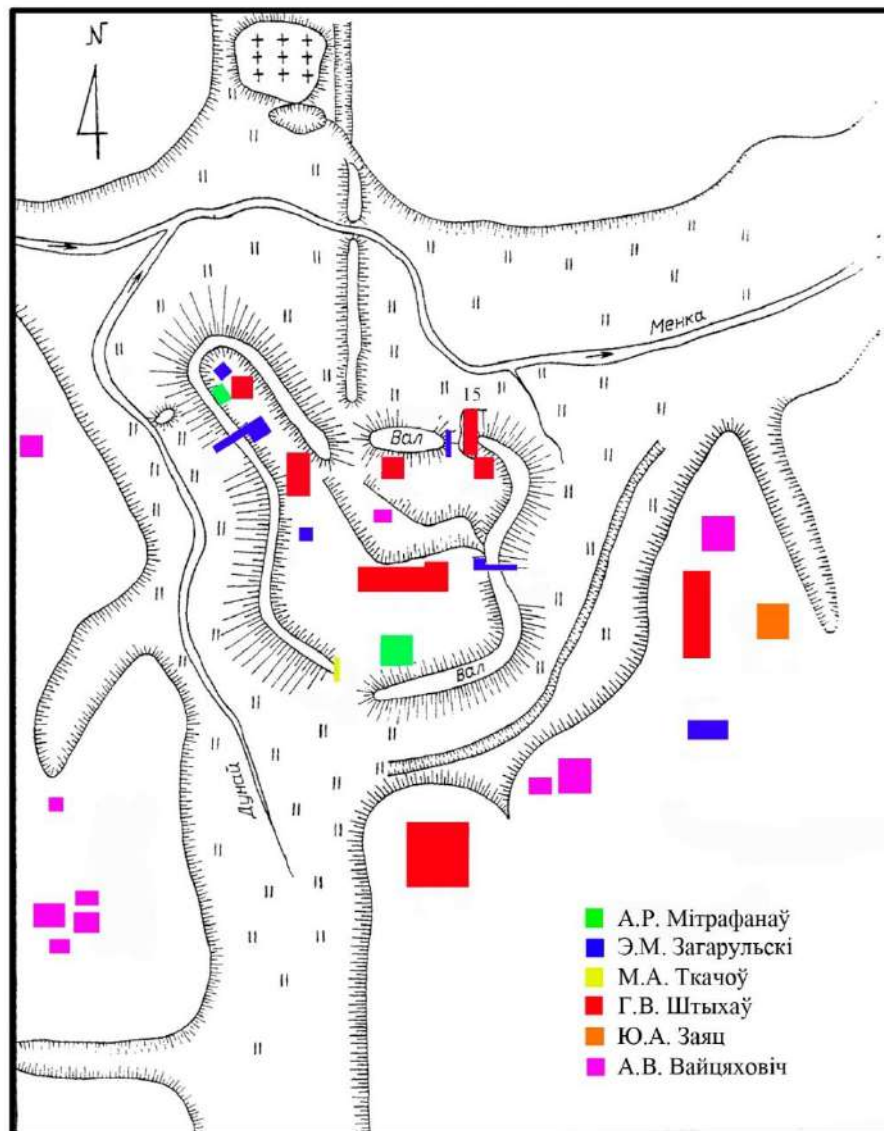 N
Менка
15
Вал
Вал
Дунай
А.Р. Мітрафанаў
Э.М. Загарульскі
М.А. Ткачоў
Г.В. Штыхаў
Ю.А. Заяц
А.В. Вайцяховіч